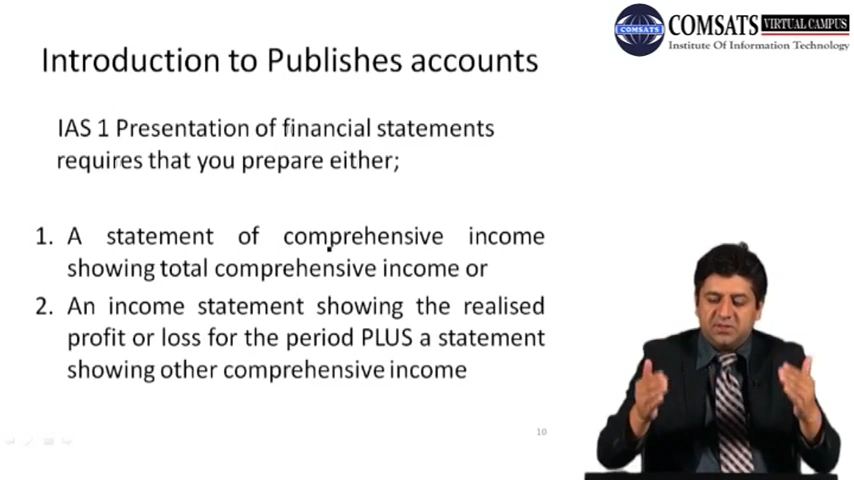 COMSATS VIRTUAL CAMPUS
COMSATS
Institute Of Information Technology
Introduction to Publishes accounts
IAS 1 Presentation of financial statements
requires that you prepare either;
1. A statement of comprehensive income
showing total comprehensive income or
2. An income statement showing the realised
profit or loss for the period PLUS a statement
showing other comprehensive income
10